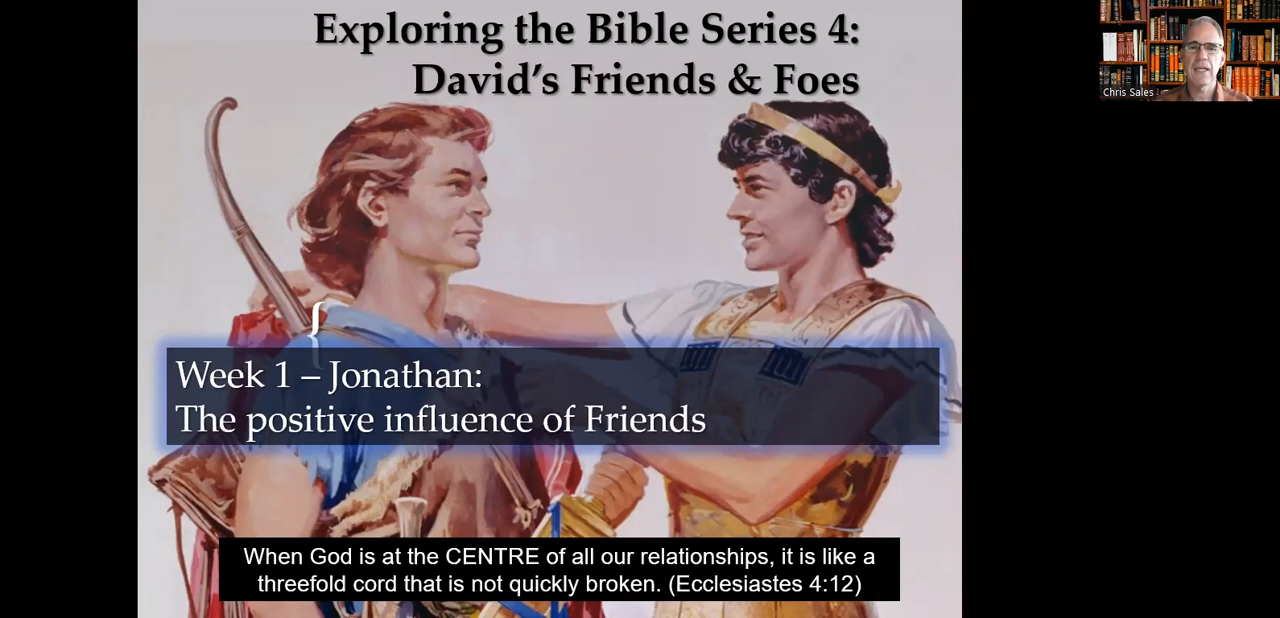 Exploring the Bible Series 4:
David’s Friends & Foes
Chris Sales
{
Week 1 – Jonathan:
The positive influence of Friends
When God is at the CENTRE of all our relationships, it is like a
threefold cord that is not quickly broken. (Ecclesiastes 4:12)